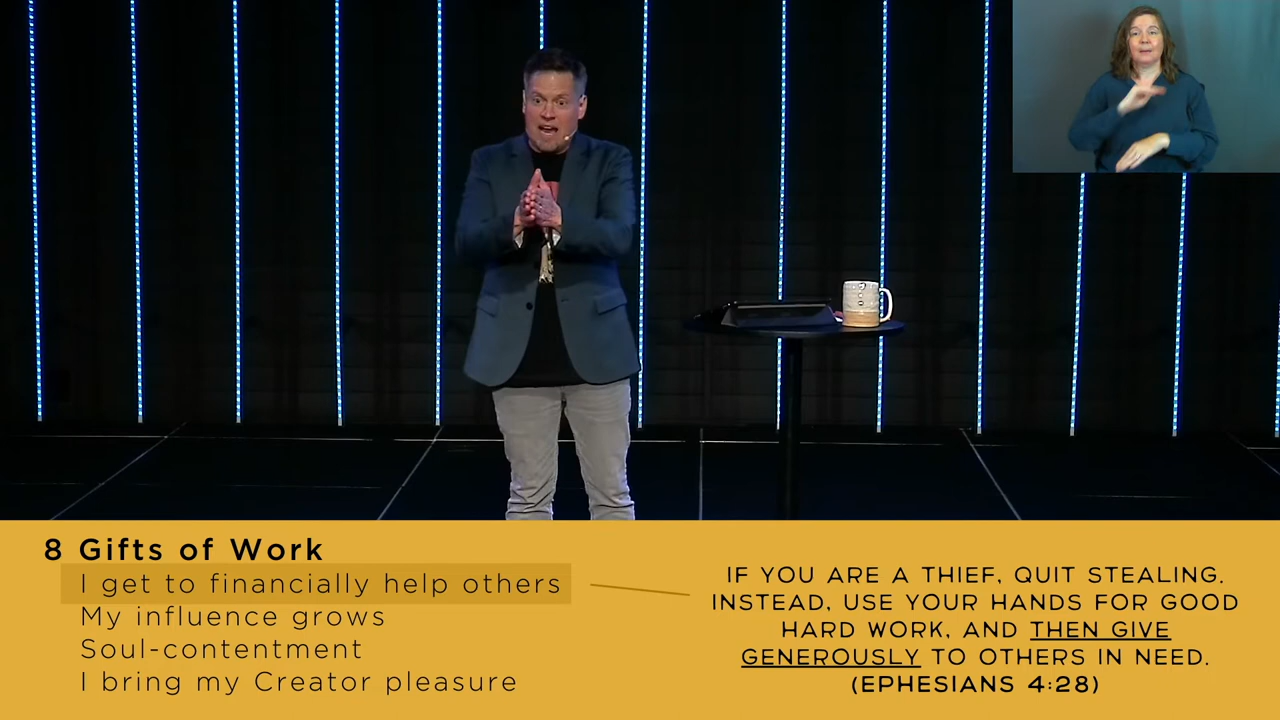 8 Gifts of Work
I get to financially help others
My influence grows
Soul-contentment
I bring my Creator pleasure
IF YOU ARE A THIEF, QUIT STEALING.
INSTEAD, USE YOUR HANDS FOR GOOD
HARD WORK, AND THEN GIVE
GENEROUSLY TO OTHERS IN NEED.
(EPHESIANS 4:28)